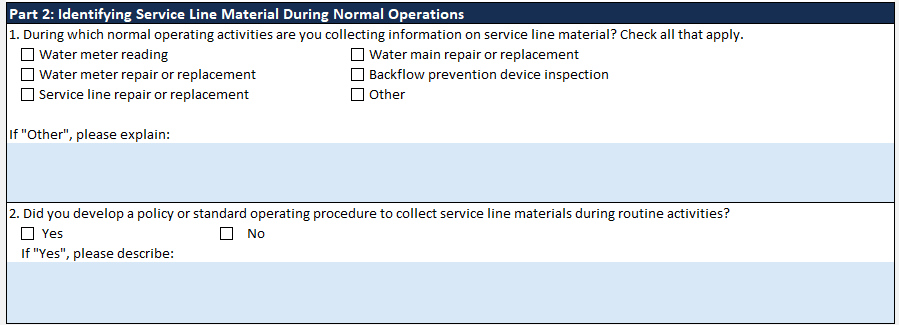 Part 2: Identifying Service Line Material During Normal Operations
1. During which normal operating activities are you collecting information on service line material? Check all that apply.
Water meter reading
Water main repair or replacement
Water meter repair or replacement
Backflow prevention device inspection
Service line repair or replacement
Other
If "Other", please explain:
2. Did you develop a policy or standard operating procedure to collect service line materials during routine activities?
Yes
No
If "Yes", please describe: